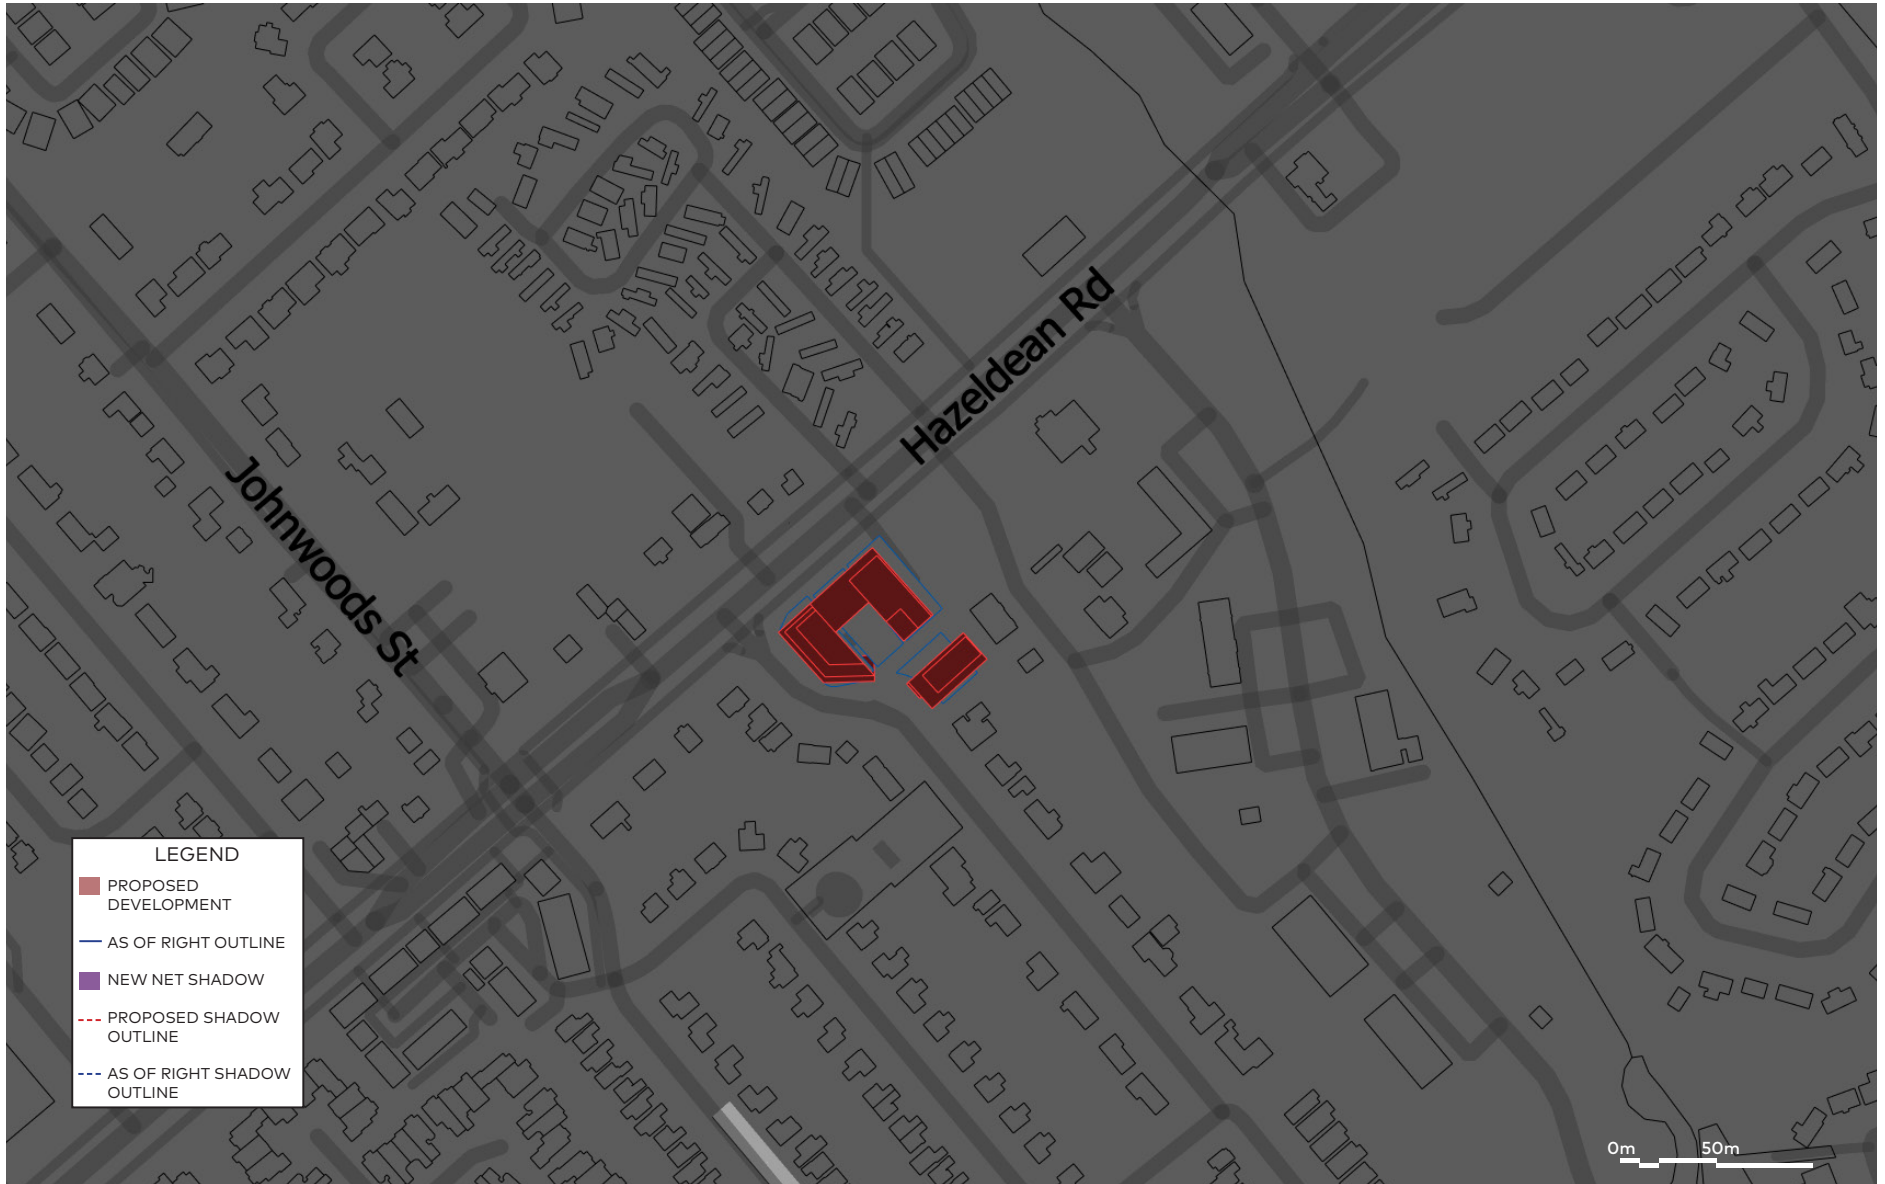 Hazeldean Rd
Johnwoods St
LEGEND
PROPOSED
DEVELOPMENT
AS OF RIGHT OUTLINE
NEW NET SHADOW
PROPOSED SHADOW
OUTLINE
AS OF RIGHT SHADOW
OUTLINE
0m 50m